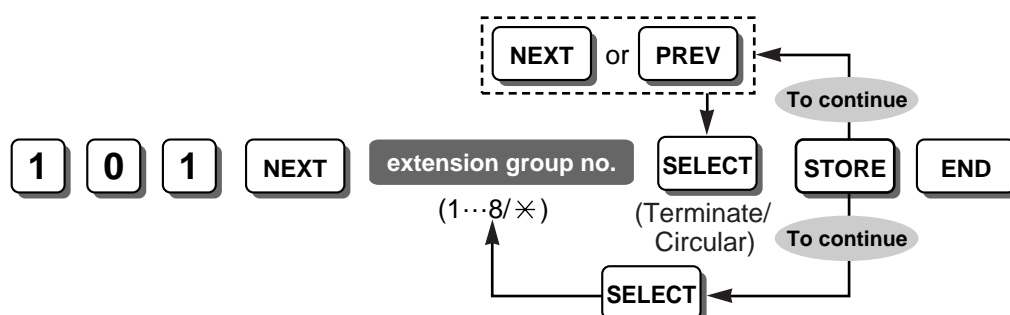 NEXT or PREV
To continue
1 0 1 NEXT extension group no. SELECT STORE END
(1···8/✳)
(Terminate/
Circular)
To continue
SELECT